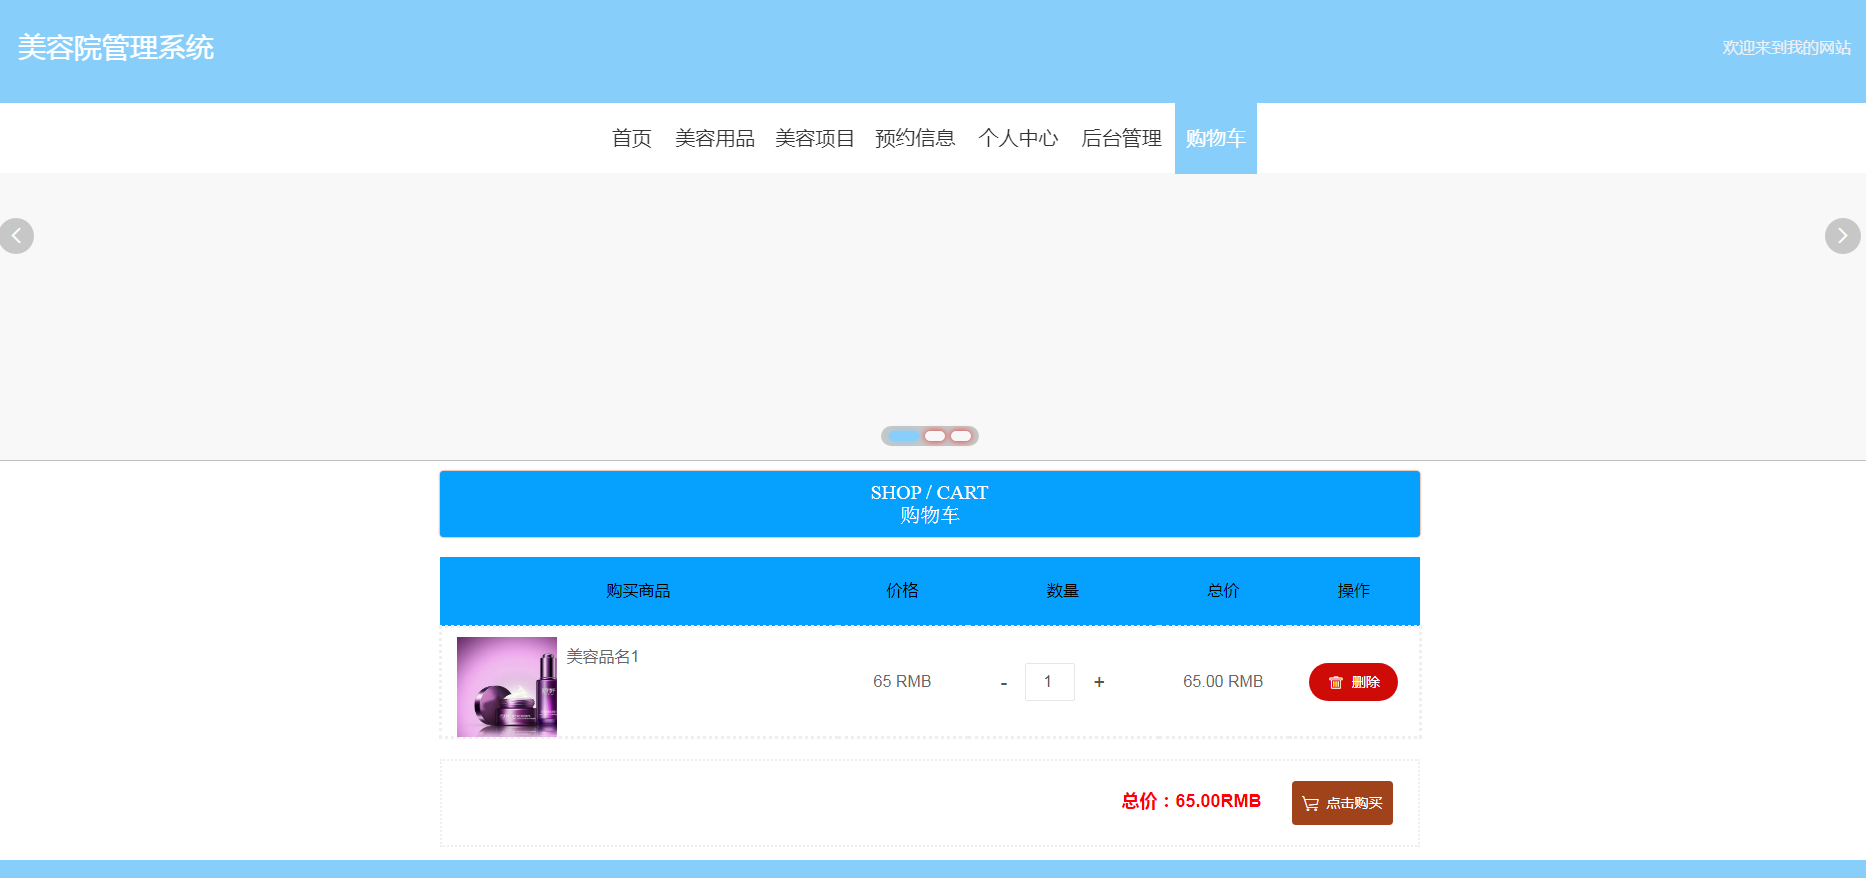 美容院管理系统
欢迎来到我的网站
首页 美容用品 美容项目 预约信息 个人中心 后台管理 购物车
SHOP / CART
购物车
购买商品 价格 数量 总价 操作
美容品名1
65 RMB - 1 + 65.00 RMB 删除
总价：65.00RMB 点击购买